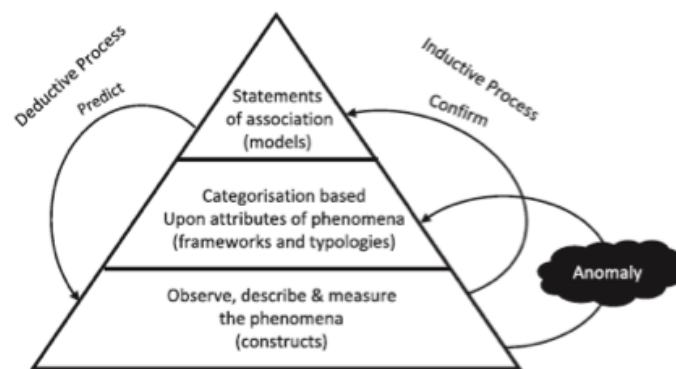 Deductive Process
Predict
Inductive Process
Confirm
Statements
of association
(models)
Categorisation based
Upon attributes of phenomena
(frameworks and typologies)
Anomaly
Observe, describe & measure
the phenomena
(constructs)